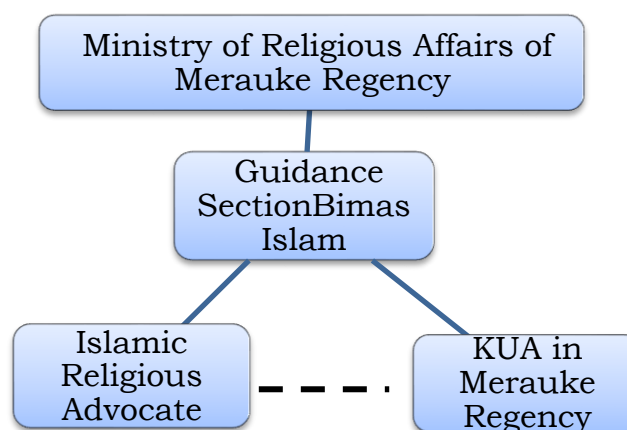 Ministry of Religious Affairs of
Merauke Regency
Guidance
SectionBimas
Islam
Islamic
Religious
Advocate
KUA in
Merauke
Regency